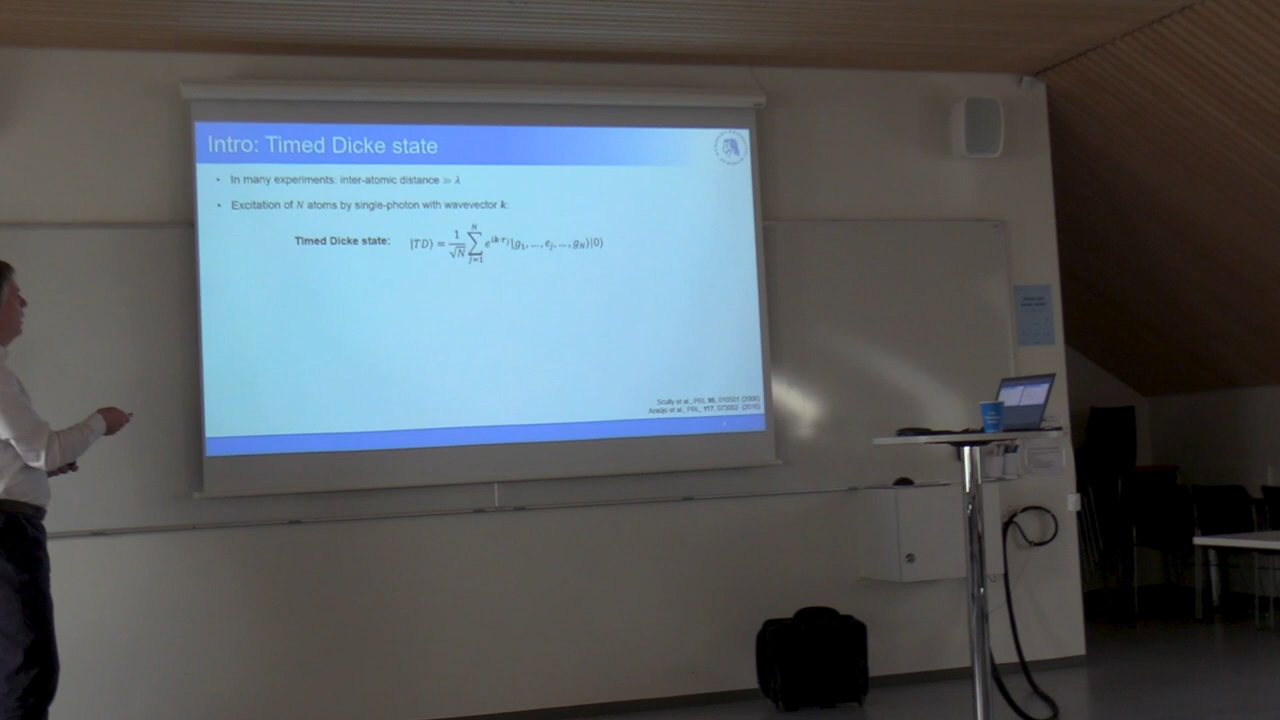 Intro: Timed Dicke state
• In many experiments: inter-atomic distance ≫ λ
• Excitation of N atoms by single-photon with wavevector k:
Timed Dicke state: |TD⟩ = 1/√N ∑_{j=1}^{N} e^{ik·r_j}|g_1, …, e_j, …, g_N⟩|0⟩
Scully et al., PRL 96, 010501 (2006)
Araújo et al., PRL, 117, 073002 (2016)